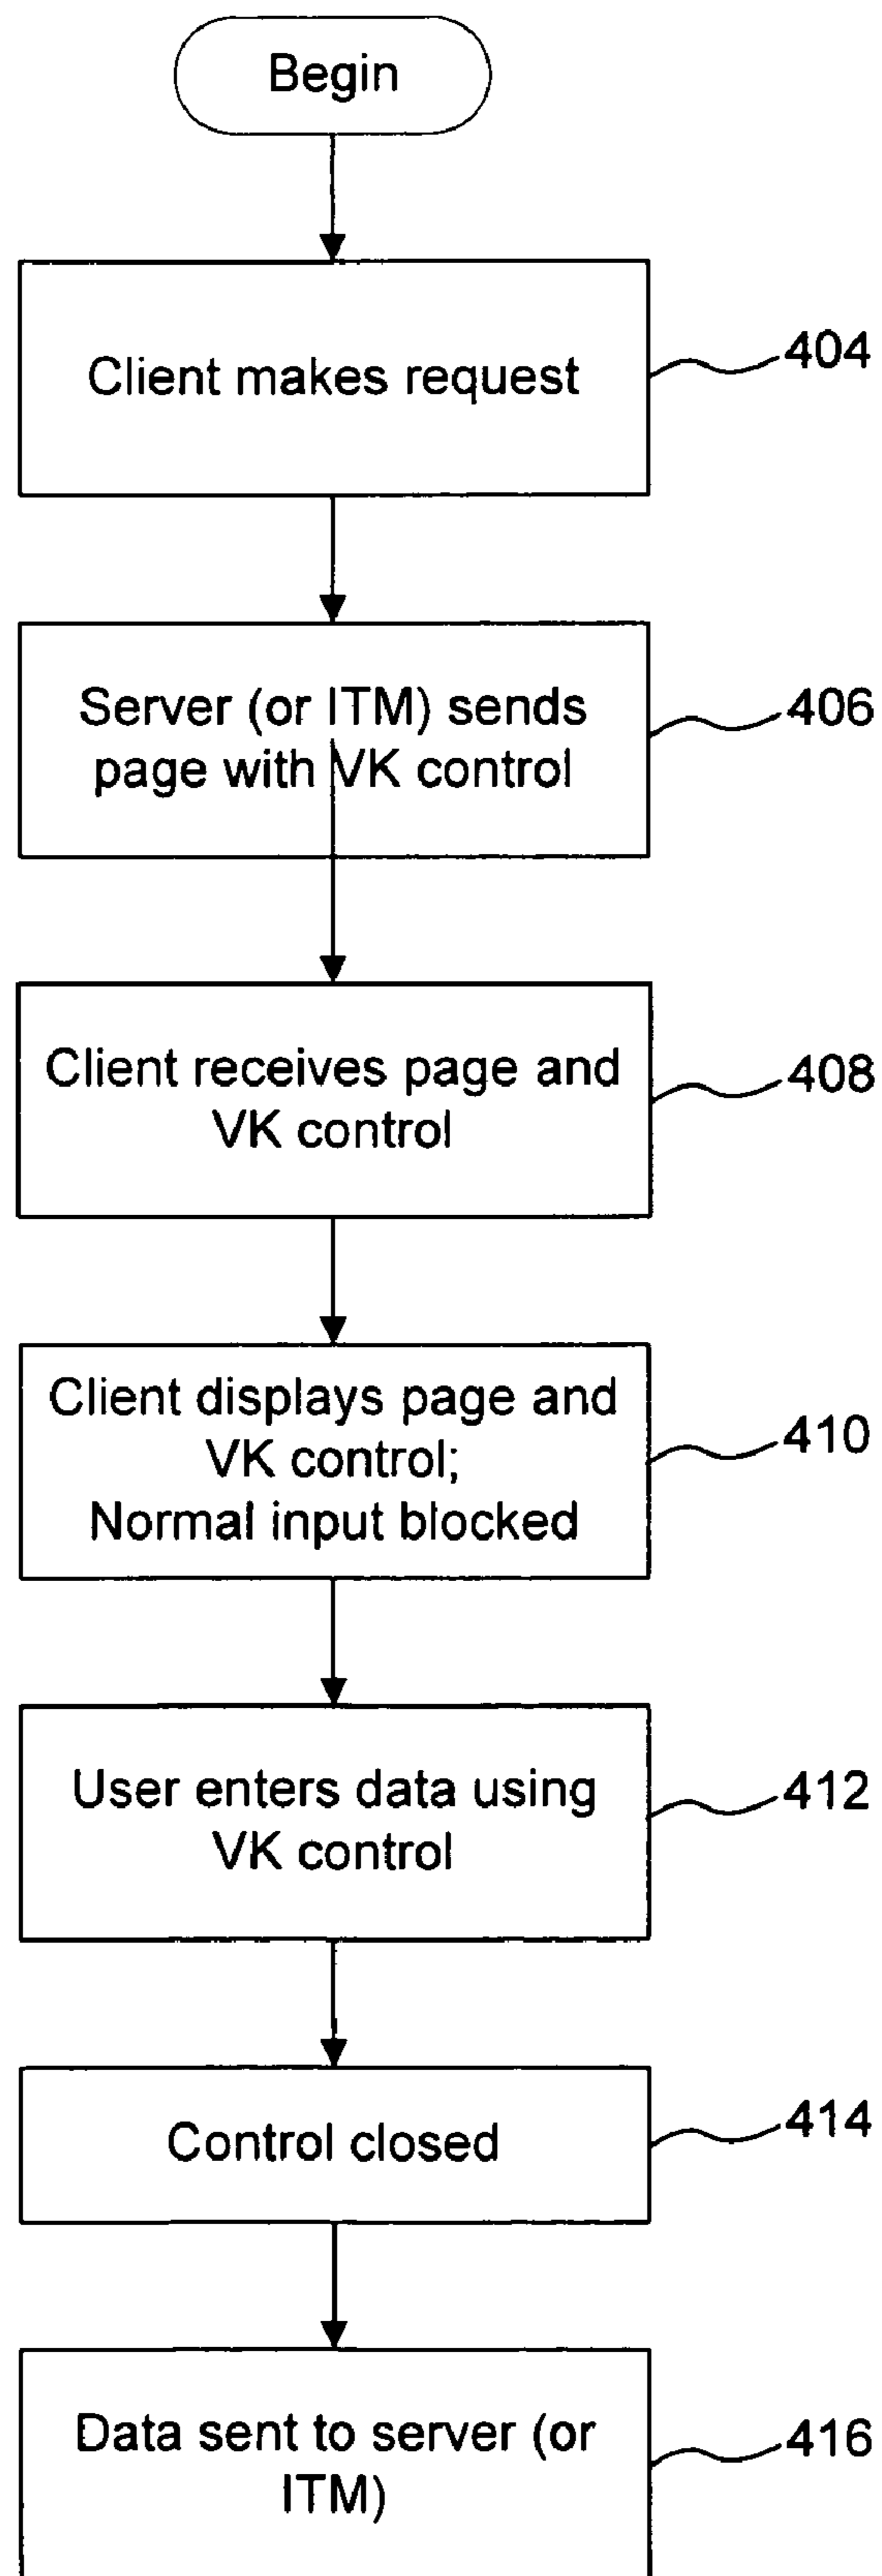 Begin
Client makes request
404
Server (or ITM) sends
page with VK control
406
Client receives page and
VK control
408
Client displays page and
VK control;
Normal input blocked
410
User enters data using
VK control
412
Control closed
414
Data sent to server (or
ITM)
416